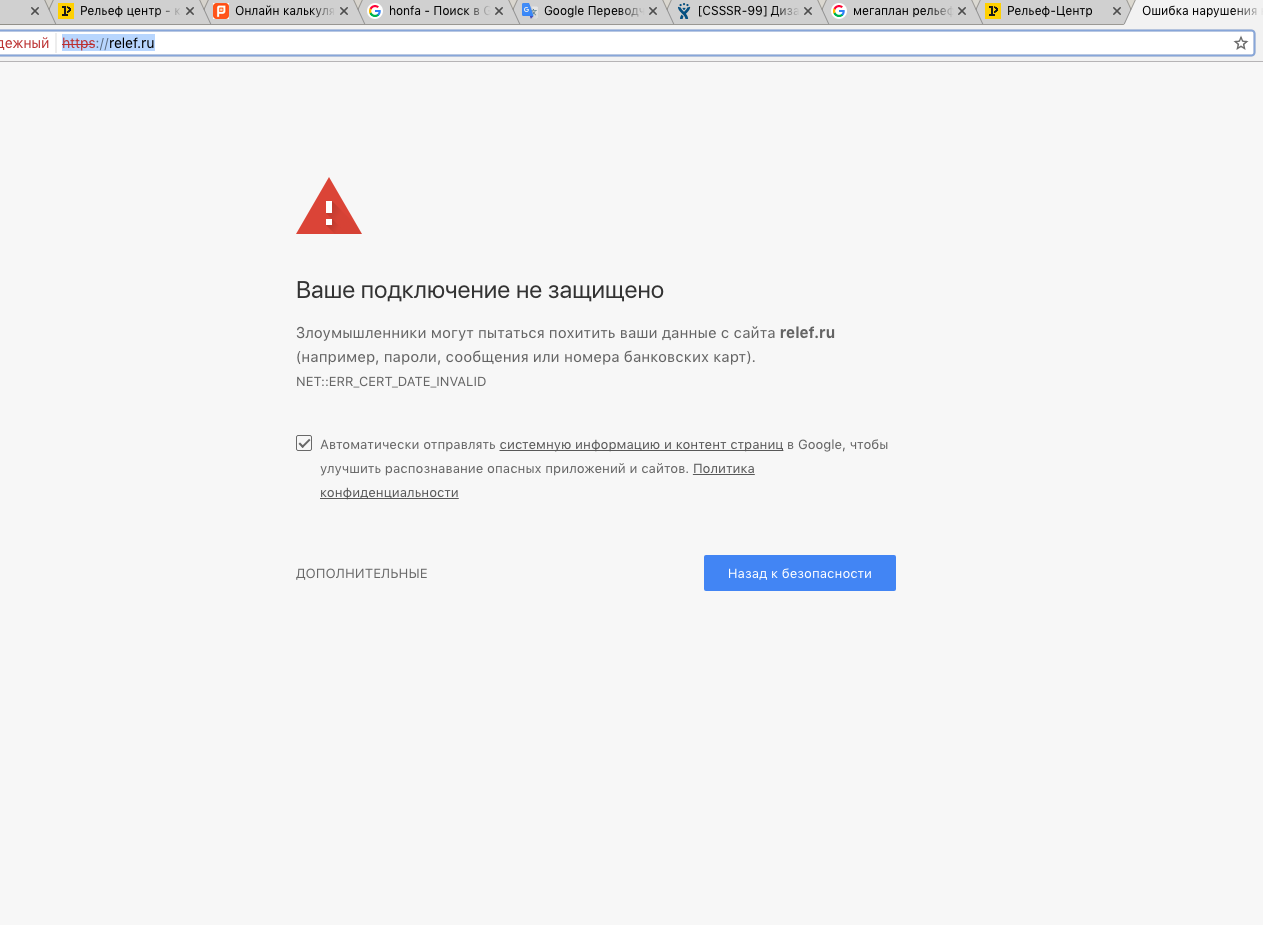 Рельеф центр - к
Онлайн калькуля
honfa - Поиск в G
Google Переводч
[CSSSR-99] Диза
мегаплан рельеф
Рельеф-Центр
Ошибка нарушения
дежный https://relef.ru
Ваше подключение не защищено
Злоумышленники могут пытаться похитить ваши данные с сайта relef.ru
(например, пароли, сообщения или номера банковских карт).
NET::ERR_CERT_DATE_INVALID
Автоматически отправлять системную информацию и контент страниц в Google, чтобы
улучшить распознавание опасных приложений и сайтов. Политика
конфиденциальности
ДОПОЛНИТЕЛЬНЫЕ
Назад к безопасности